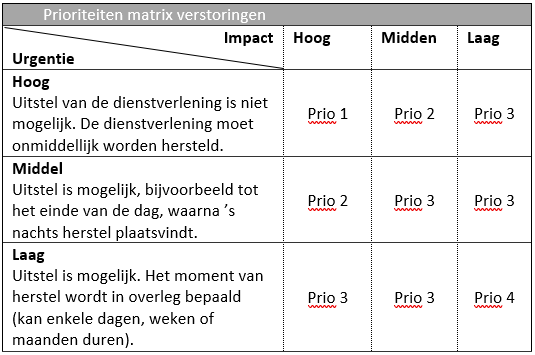 Prioriteiten matrix verstoringen
Impact Hoog Midden Laag
Urgentie
Hoog
Uitstel van de dienstverlening is niet
mogelijk. De dienstverlening moet
onmiddellijk worden hersteld.
Prio 1 Prio 2 Prio 3
Middel
Uitstel is mogelijk, bijvoorbeeld tot
het einde van de dag, waarna ’s
nachts herstel plaatsvindt.
Prio 2 Prio 3 Prio 3
Laag
Uitstel is mogelijk. Het moment van
herstel wordt in overleg bepaald
(kan enkele dagen, weken of
maanden duren).
Prio 3 Prio 3 Prio 4